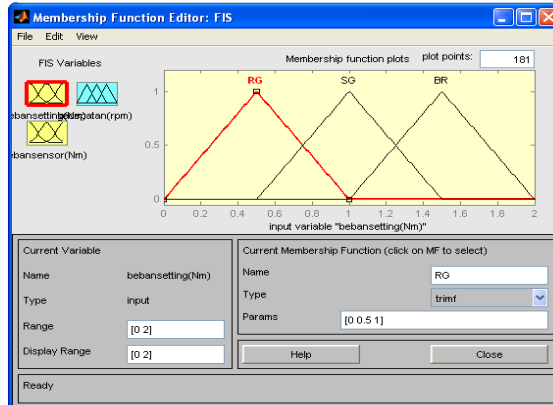 Membership Function Editor: FIS
File Edit View
FIS Variables
Membership function plots plot points: 181
RG SG BR
1
0.5
0
0 0.2 0.4 0.6 0.8 1 1.2 1.4 1.6 1.8 2
input variable "bebansetting(Nm)"
ebansensor(Nm)
Current Variable
Name bebansetting(Nm)
Type input
Range [0 2]
Display Range [0 2]
Current Membership Function (click on MF to select)
Name RG
Type trimf
Params [0 0.5 1]
Help Close
Ready